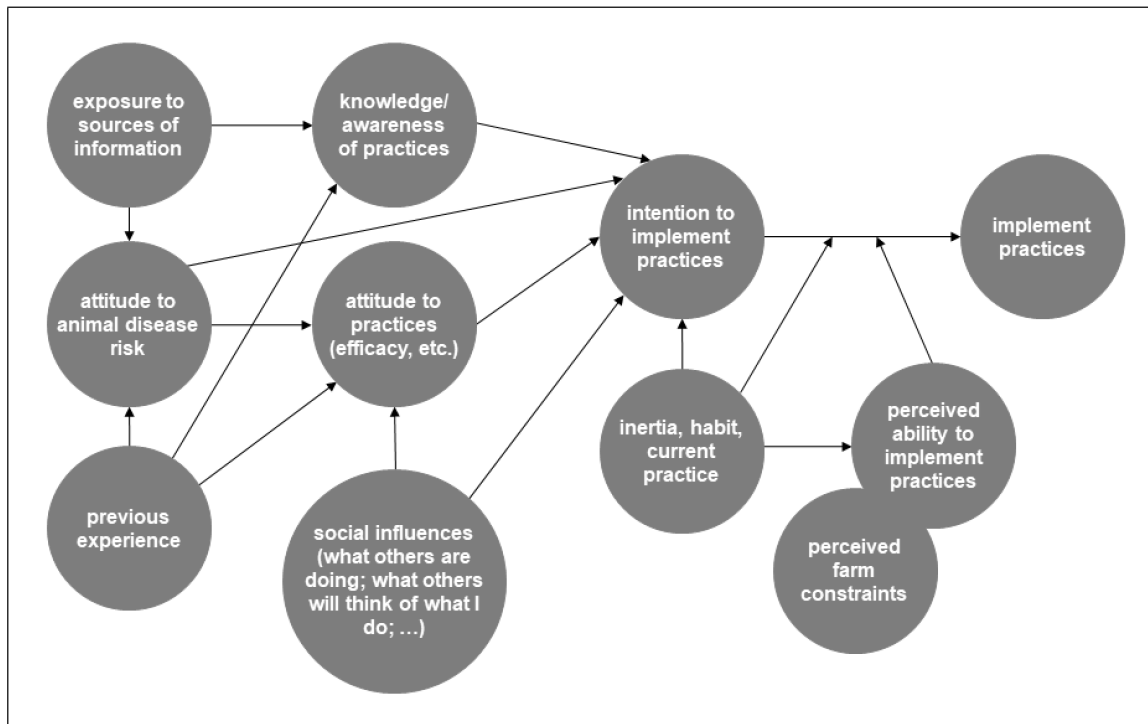 exposure to
sources of
information
knowledge/
awareness
of practices
intention to
implement
practices
implement
practices
attitude to
animal disease
risk
attitude to
practices
(efficacy, etc.)
inertia, habit,
current
practice
perceived
ability to
implement
practices
previous
experience
social influences
(what others are
doing; what others
will think of what I
do; …)
perceived
farm
constraints